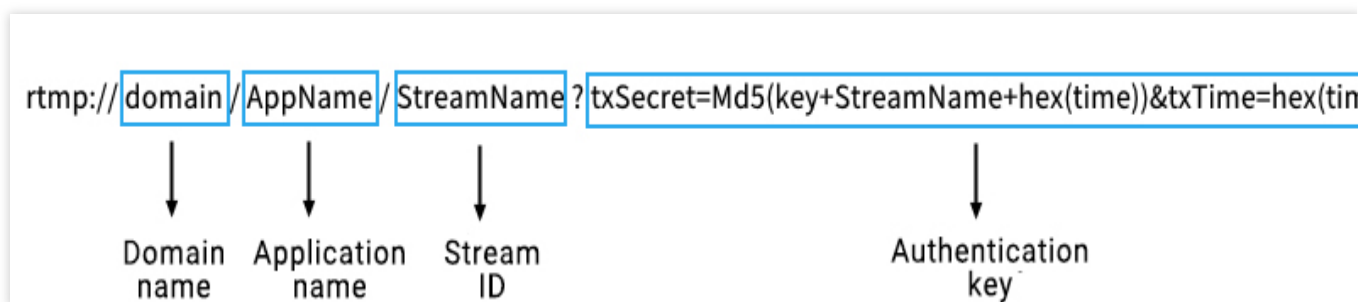 rtmp://domain/AppName/StreamName?txSecret=Md5(key+StreamName+hex(time))&txTime=hex(tim
Domain name
Application name
Stream ID
Authentication key